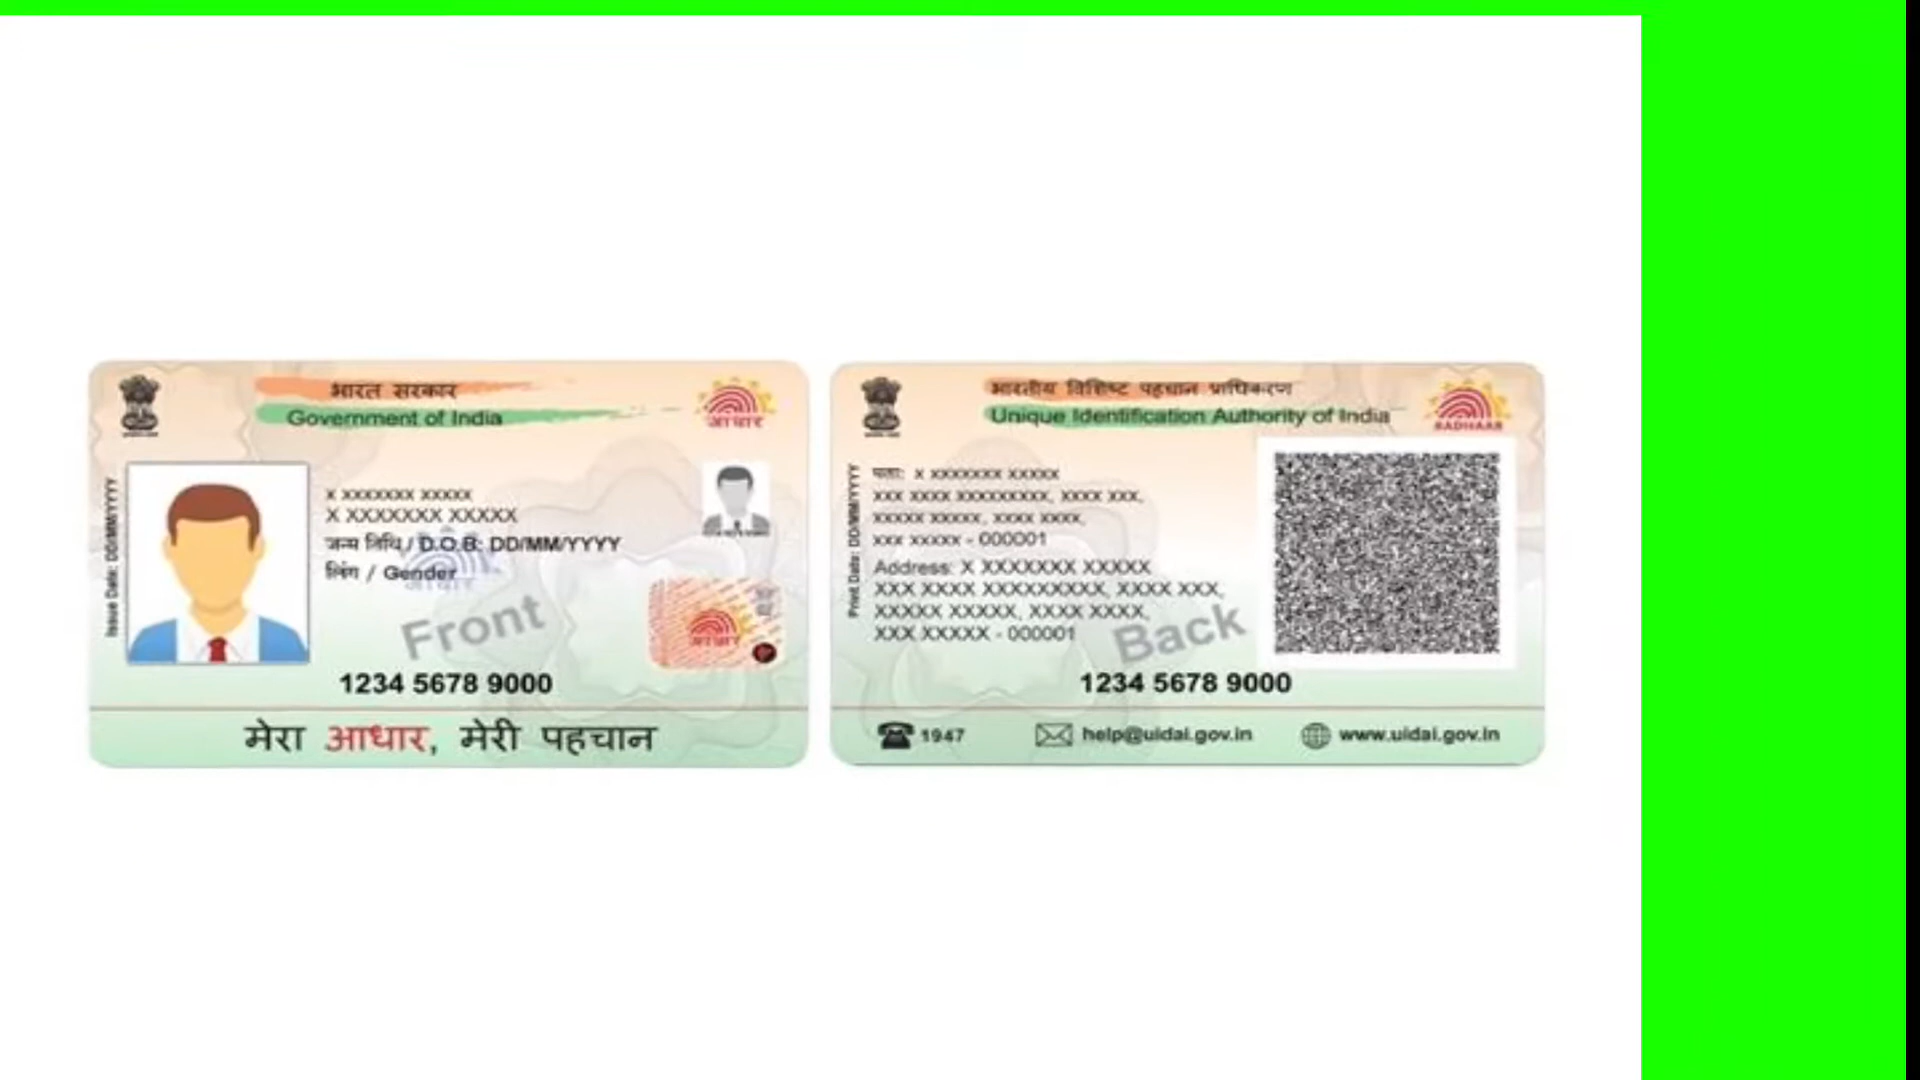 भारत सरकार
Government of India
आधार
Issue Date: DD/MM/YYYY
X XXXXXXX XXXXX
X XXXXXXX XXXXX
जन्म तिथि / D.O.B: DD/MM/YYYY
लिंग / Gender
आधार
Front
आधार
1234 5678 9000
मेरा आधार, मेरी पहचान
भारतीय विशिष्ट पहचान प्राधिकरण
Unique Identification Authority of India
AADHAAR
Print Date: DD/MM/YYYY
पता: X XXXXXXX XXXXX
XXX XXXX XXXXXXXXX, XXXX XXX,
XXXXX XXXXX, XXXX XXXX,
XXX XXXXX - 000001
Address: X XXXXXXX XXXXX
XXX XXXX XXXXXXXXX, XXXX XXX,
XXXXX XXXXX, XXXX XXXX,
XXX XXXXX - 000001
Back
1234 5678 9000
1947
help@uidai.gov.in
www.uidai.gov.in